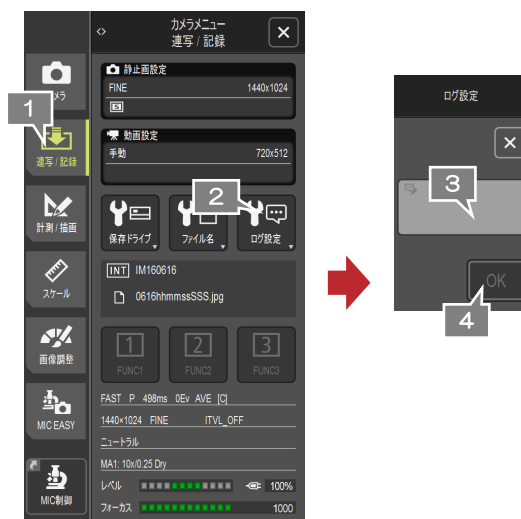 カメラメニュー
連写 / 記録
静止画設定
FINE 1440x1024
S
動画設定
手動 720x512
1
連写 / 記録
計測 / 描画
スケール
画像調整
MIC EASY
MIC制御
2
保存ドライブ
ファイル名
ログ設定
INT IM160616
0616hhmmssSSS.jpg
1 2 3
FUNC1 FUNC2 FUNC3
FAST P 498ms 0Ev AVE [C]
1440×1024 FINE ITVL_OFF
ニュートラル
MA1: 10x/0.25 Dry
レベル 100%
フォーカス 1000
ログ設定
3
OK
4